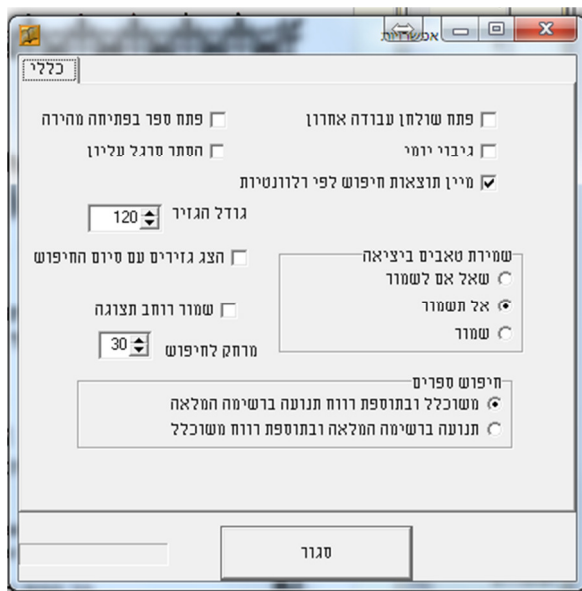 אפשרויות
כללי
פתח שולחן עבודה אחרון
פתח ספר בפתיחה מהירה
גיבוי יומי
הסתר סרגל עליון
מיין תוצאות חיפוש לפי רלוונטיות
גודל הגזיר 120
שמירת טאבים ביציאה
הצג גזירים עם סיום החיפוש
שאל אם לשמור
אל תשמור
שמור רוחב תצוגה
שמור
מרחק לחיפוש 30
חיפוש ספרים
משוכלל ובתוספת רווח תנועה ברשימה המלאה
תנועה ברשימה המלאה ובתוספת רווח משוכלל
סגור